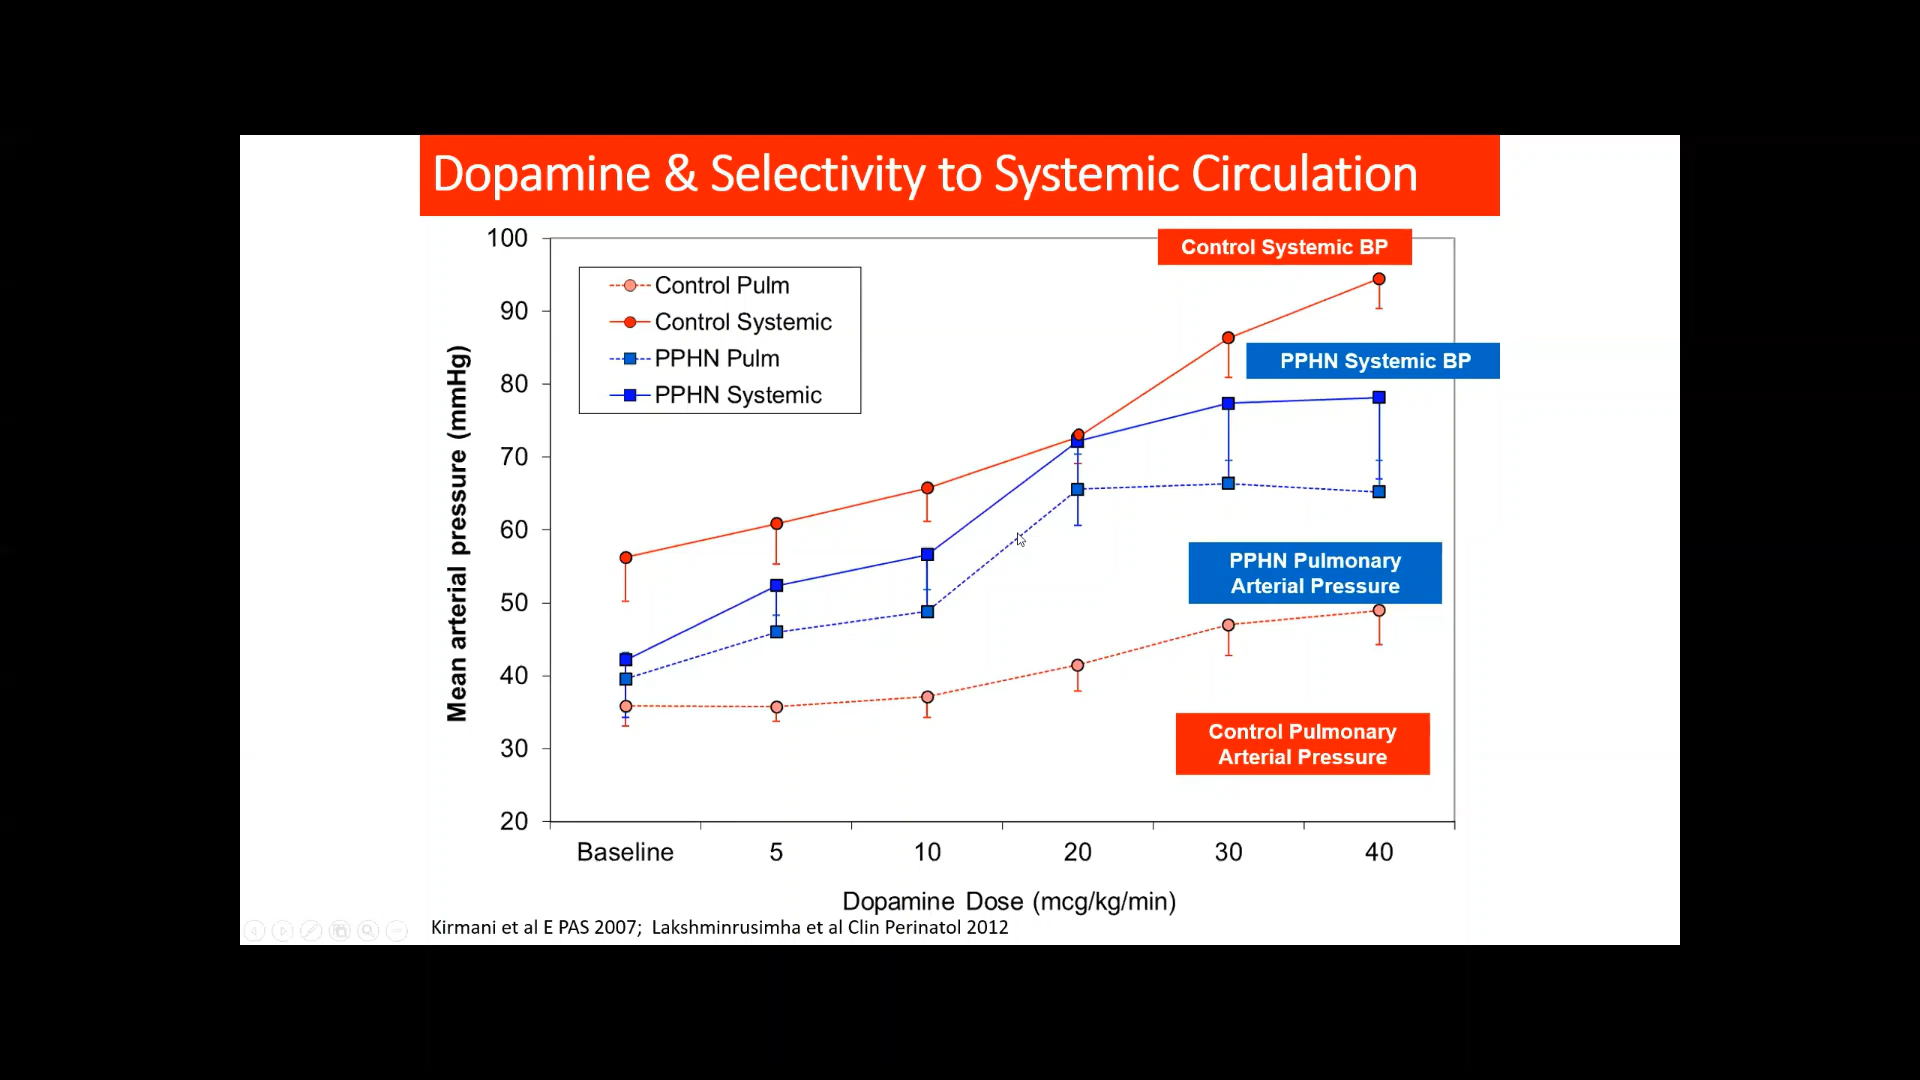 Dopamine & Selectivity to Systemic Circulation
100
90
80
70
60
50
40
30
20
Mean arterial pressure (mmHg)
Control Pulm
Control Systemic
PPHN Pulm
PPHN Systemic
Control Systemic BP
PPHN Systemic BP
PPHN Pulmonary
Arterial Pressure
Control Pulmonary
Arterial Pressure
Baseline 5 10 20 30 40
Dopamine Dose (mcg/kg/min)
Kirmani et al E PAS 2007; Lakshminrusimha et al Clin Perinatol 2012